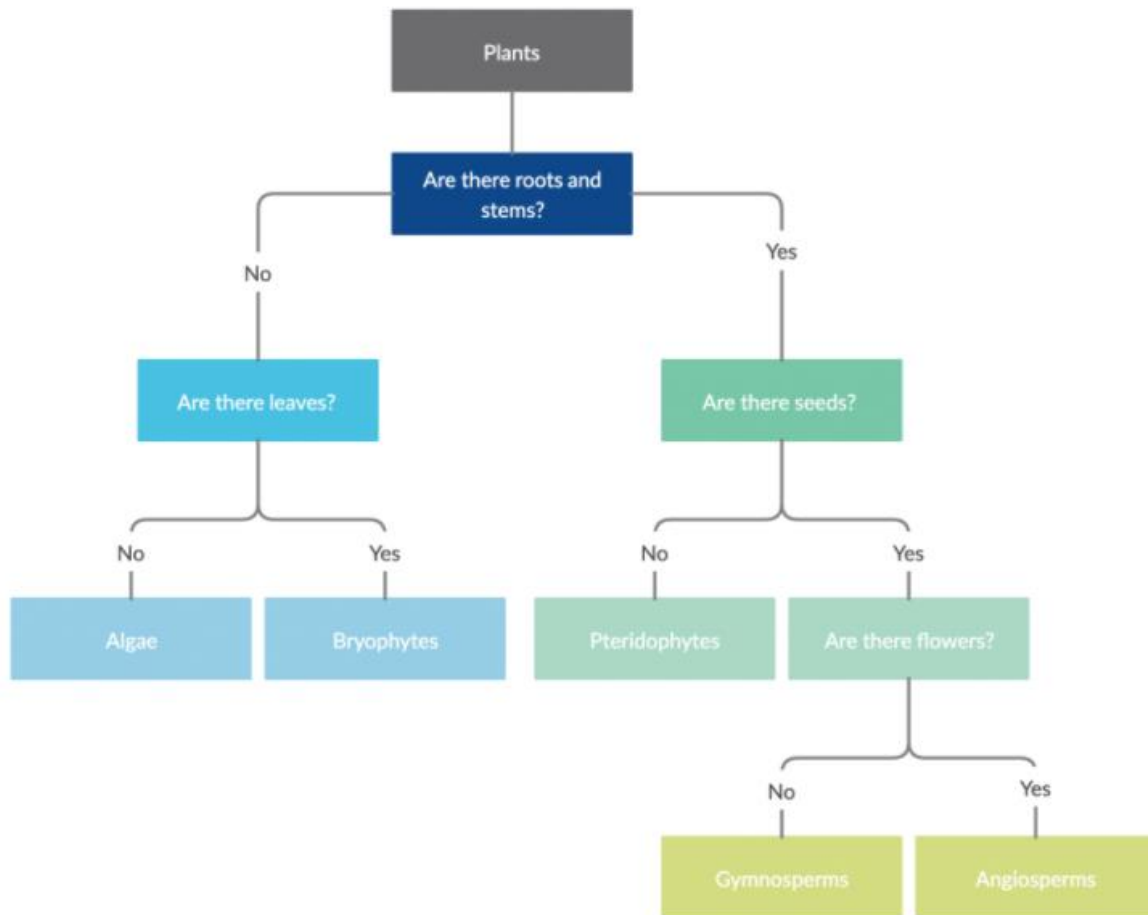 Plants
Are there roots and
stems?
No
Yes
Are there leaves?
Are there seeds?
No
Yes
No
Yes
Algae
Bryophytes
Pteridophytes
Are there flowers?
No
Yes
Gymnosperms
Angiosperms